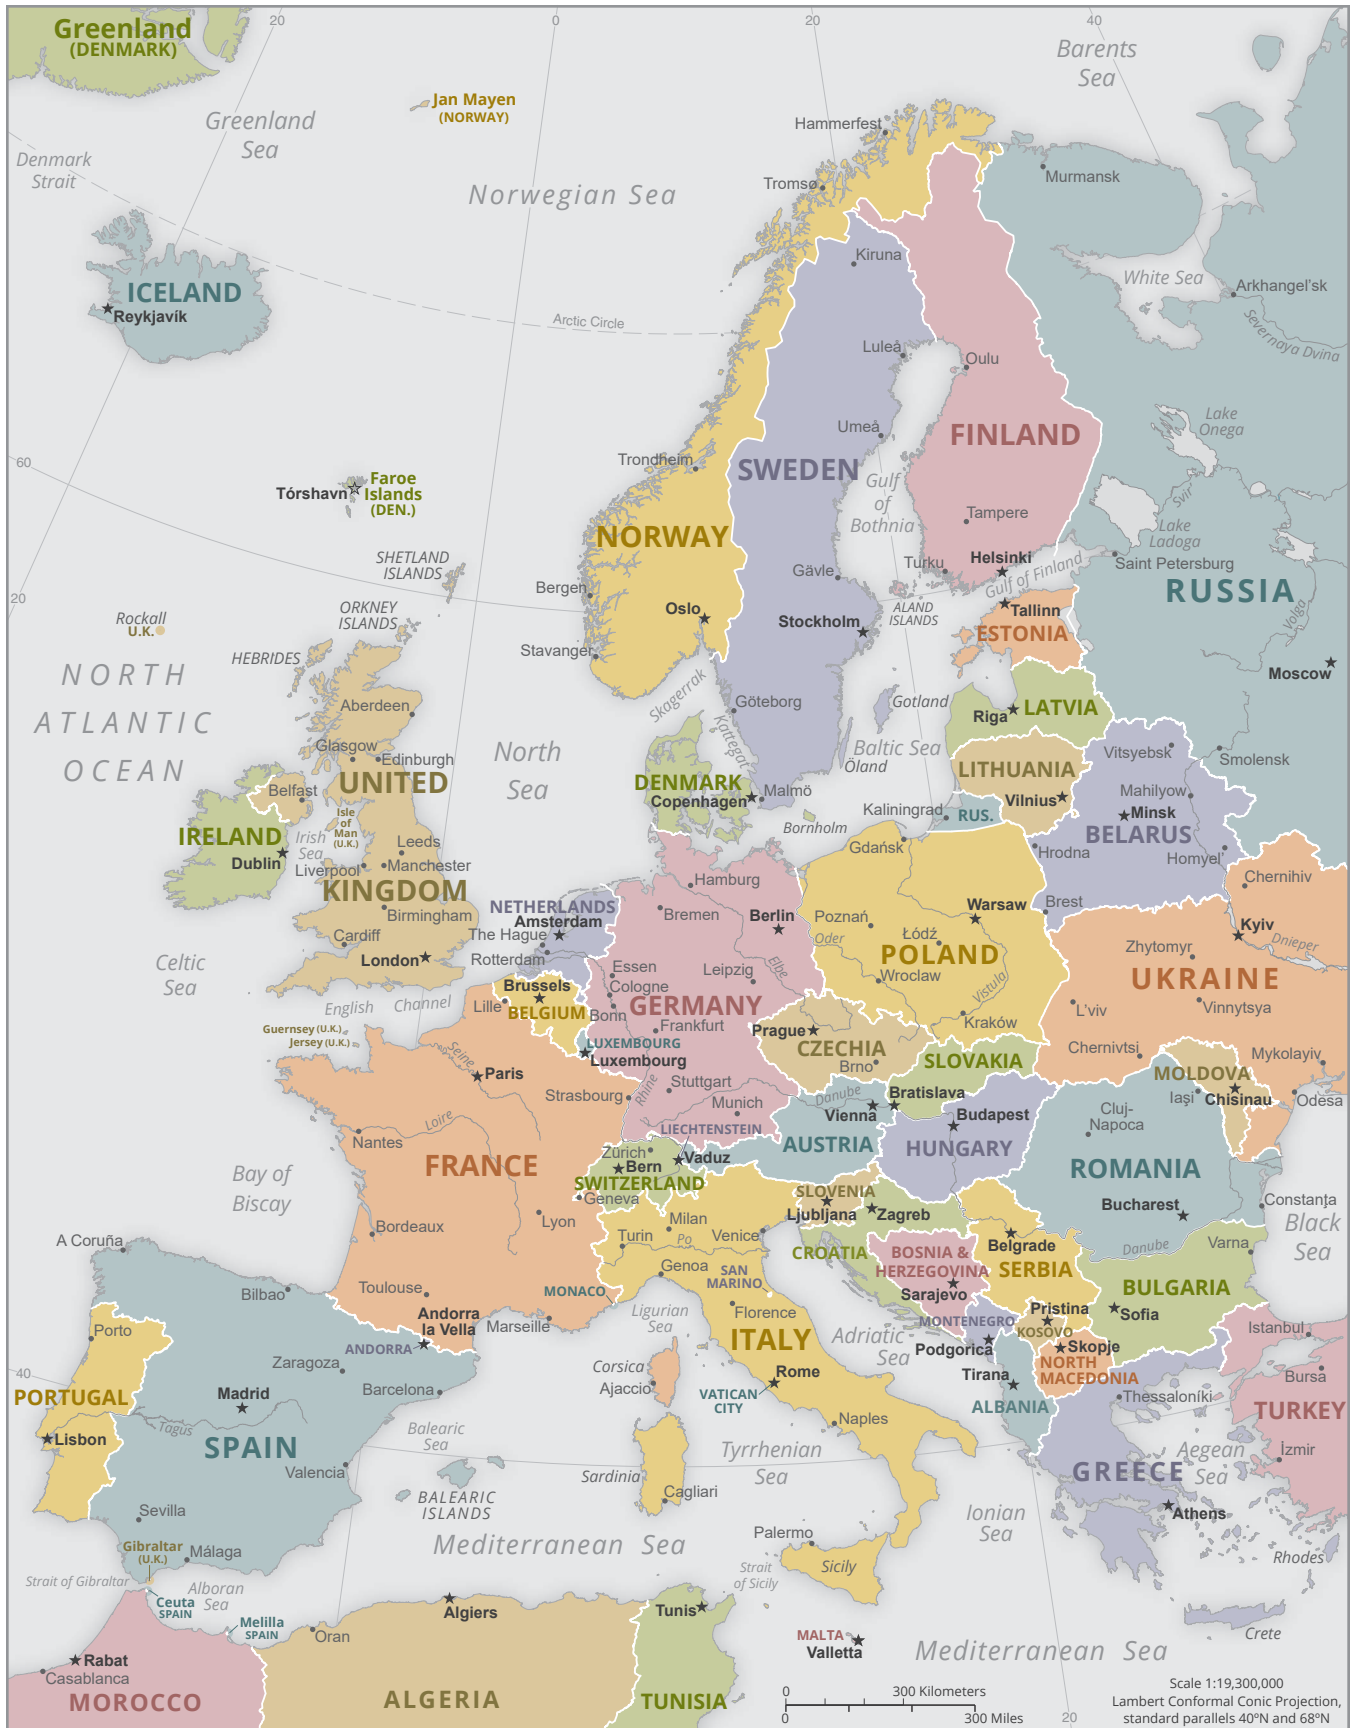 Greenland
(DENMARK)
20
0
20
40
Barents
Sea
Jan Mayen
(NORWAY)
Greenland
Sea
Denmark
Strait
Norwegian Sea
Hammerfest
Tromsø
Murmansk
Kiruna
White Sea
Arkhangel'sk
Severnaya Dvina
ICELAND
Reykjavík
Arctic Circle
Luleå
Oulu
Lake
Onega
Umeå
FINLAND
Trondheim
SWEDEN
60
Faroe
Islands
(DEN.)
Tórshavn
Gulf
of
Bothnia
Svir'
Tampere
Lake
Ladoga
NORWAY
SHETLAND
ISLANDS
Turku
Helsinki
Gulf of Finland
Saint Petersburg
Gävle
Bergen
RUSSIA
20
ORKNEY
ISLANDS
Oslo
ALAND
ISLANDS
Tallinn
Volga
Rockall
U.K.
Stockholm
ESTONIA
HEBRIDES
Stavanger
Moscow
NORTH
ATLANTIC
OCEAN
Skagerrak
Göteborg
Gotland
Riga
LATVIA
Aberdeen
Kattegat
Glasgow
Edinburgh
North
Sea
Baltic Sea
Öland
Vitsyebsk
Smolensk
UNITED
KINGDOM
LITHUANIA
DENMARK
Copenhagen
Malmö
Belfast
Mahilyow
Vilnius
Kaliningrad
RUS.
Minsk
BELARUS
Isle
of
Man
(U.K.)
IRELAND
Dublin
Irish
Sea
Bornholm
Gdańsk
Hrodna
Homyel'
Leeds
Liverpool
Manchester
Hamburg
Chernihiv
NETHERLANDS
Amsterdam
Bremen
Berlin
Poznań
Warsaw
Brest
Birmingham
Kyiv
Dnieper
Cardiff
The Hague
Rotterdam
Oder
Łódź
POLAND
Zhytomyr
London
Celtic
Sea
Essen
Cologne
Leipzig
Elbe
Wroclaw
Vistula
UKRAINE
Brussels
BELGIUM
Lille
Bonn
GERMANY
English Channel
L'viv
Vinnytsya
Guernsey (U.K.)
Jersey (U.K.)
Frankfurt
Prague
Kraków
LUXEMBOURG
Luxembourg
CZECHIA
Brno
SLOVAKIA
Chernivtsi
Mykolayiv
Seine
Paris
Stuttgart
Strasbourg
Rhine
Danube
Vienna
Bratislava
MOLDOVA
Iaşi
Chisinau
Odesa
Munich
Budapest
Cluj-
Napoca
Loire
Nantes
LIECHTENSTEIN
Vaduz
AUSTRIA
HUNGARY
ROMANIA
Zürich
Bern
SWITZERLAND
Geneva
FRANCE
Bay of
Biscay
SLOVENIA
Ljubljana
Zagreb
Bucharest
Constanţa
Lyon
Bordeaux
Milan
Turin
Po
Venice
CROATIA
BOSNIA &
HERZEGOVINA
Sarajevo
Belgrade
SERBIA
Danube
Varna
Black
Sea
A Coruña
Genoa
SAN
MARINO
BULGARIA
Bilbao
Toulouse
MONACO
Florence
Sofia
Andorra
la Vella
Marseille
Ligurian
Sea
Pristina
MONTENEGRO
KOSOVO
Podgorica
Skopje
Istanbul
Porto
ANDORRA
ITALY
Adriatic
Sea
NORTH
MACEDONIA
Zaragoza
Corsica
Ajaccio
Rome
Tirana
Bursa
40
Madrid
Barcelona
VATICAN
CITY
Thessaloníki
PORTUGAL
ALBANIA
TURKEY
Tagus
Lisbon
SPAIN
Balearic
Sea
Naples
Aegean
Sea
İzmir
Tyrrhenian
Sea
Valencia
Sardinia
GREECE
BALEARIC
ISLANDS
Cagliari
Ionian
Sea
Athens
Sevilla
Mediterranean Sea
Palermo
Gibraltar
(U.K.)
Málaga
Sicily
Rhodes
Strait of Gibraltar
Alboran
Sea
Strait
of Sicily
Ceuta
SPAIN
Algiers
Tunis
Melilla
SPAIN
Oran
MALTA
Valletta
Crete
Mediterranean Sea
Rabat
Casablanca
MOROCCO
ALGERIA
TUNISIA
0 300 Kilometers
0 300 Miles
20
Scale 1:19,300,000
Lambert Conformal Conic Projection,
standard parallels 40ºN and 68ºN